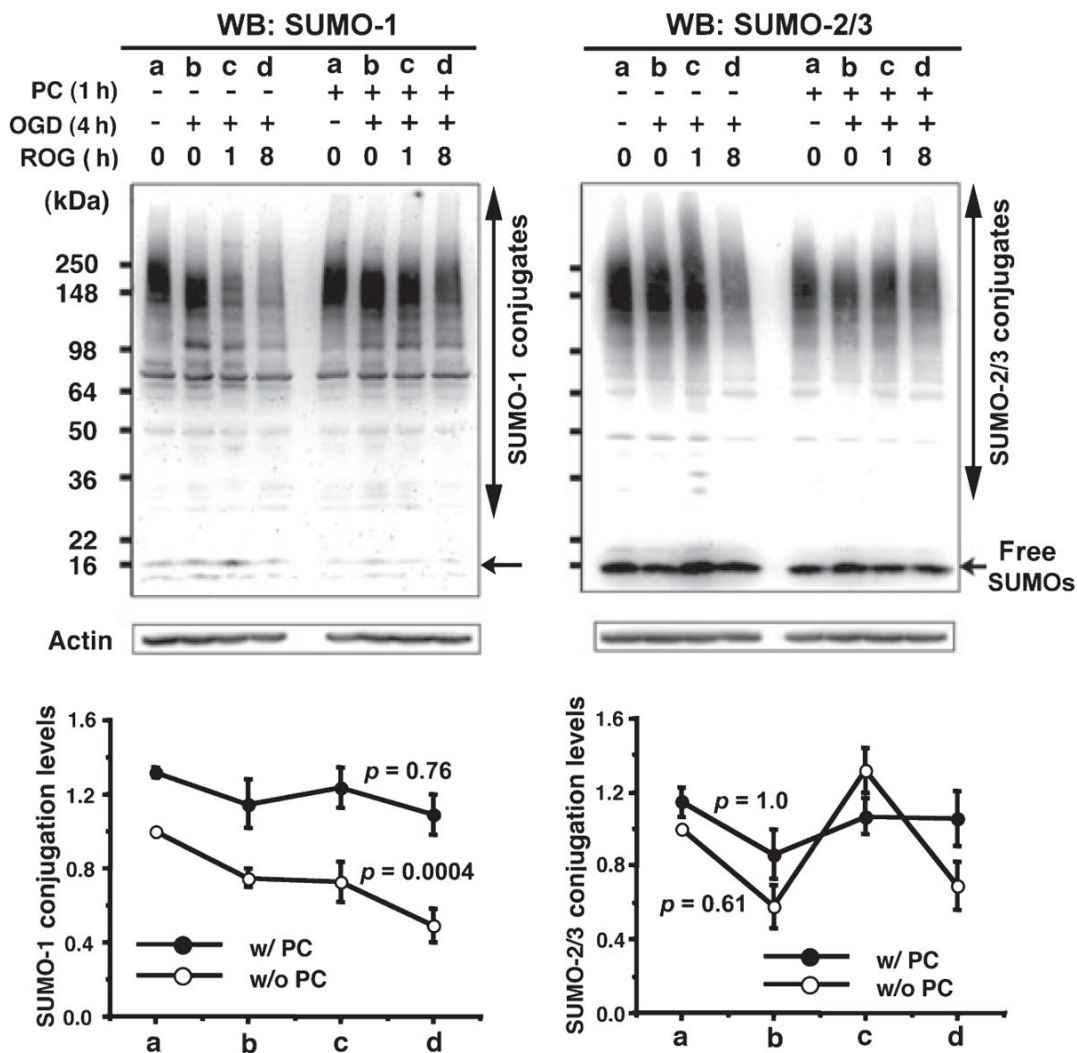 WB: SUMO-1
WB: SUMO-2/3
a b c d a b c d
a b c d a b c d
PC (1 h) - - - - + + + +
- - - - + + + +
OGD (4 h) - + + + + + +
- + + + + + +
ROG ( h) 0 0 1 8 0 0 1 8
0 0 1 8 0 0 1 8
(kDa)
250
148
98
64
50
36
22
16
SUMO-1 conjugates
SUMO-2/3 conjugates
Free
SUMOs
Actin
SUMO-1 conjugation levels
1.6
1.2
0.8
0.4
0.0
p = 0.76
p = 0.0004
w/ PC
w/o PC
a b c d
SUMO-2/3 conjugation levels
1.6
1.2
0.8
0.4
0.0
p = 1.0
p = 0.61
w/ PC
w/o PC
a b c d